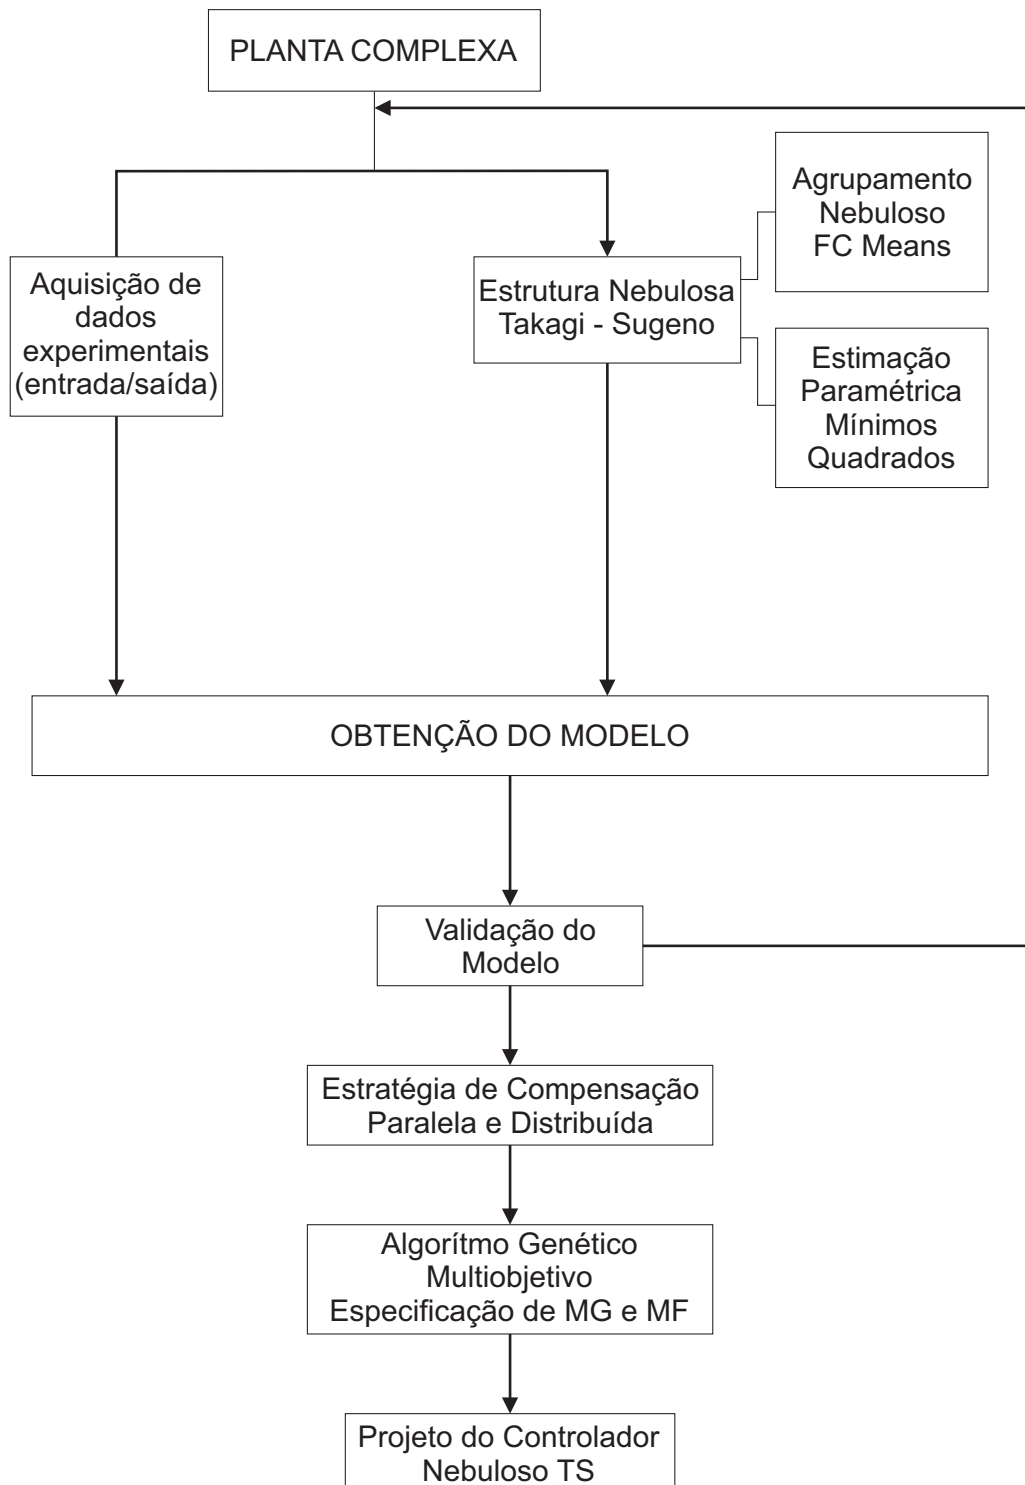 PLANTA COMPLEXA
Agrupamento
Nebuloso
FC Means
Aquisição de
dados
experimentais
(entrada/saída)
Estrutura Nebulosa
Takagi - Sugeno
Estimação
Paramétrica
Mínimos
Quadrados
OBTENÇÃO DO MODELO
Validação do
Modelo
Estratégia de Compensação
Paralela e Distribuída
Algorítmo Genético
Multiobjetivo
Especificação de MG e MF
Projeto do Controlador
Nebuloso TS